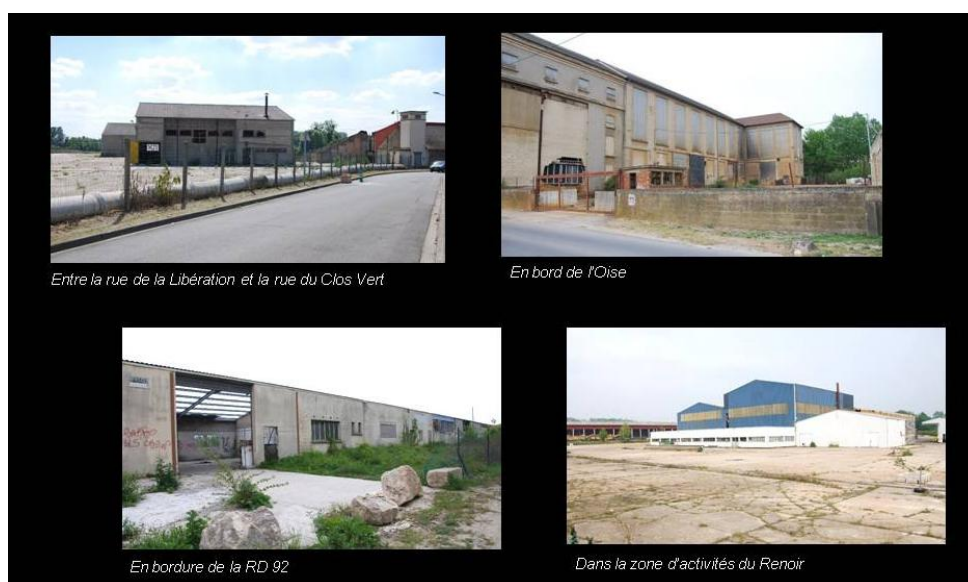 Entre la rue de la Libération et la rue du Clos Vert
En bord de l'Oise
En bordure de la RD 92
Dans la zone d'activités du Renoir